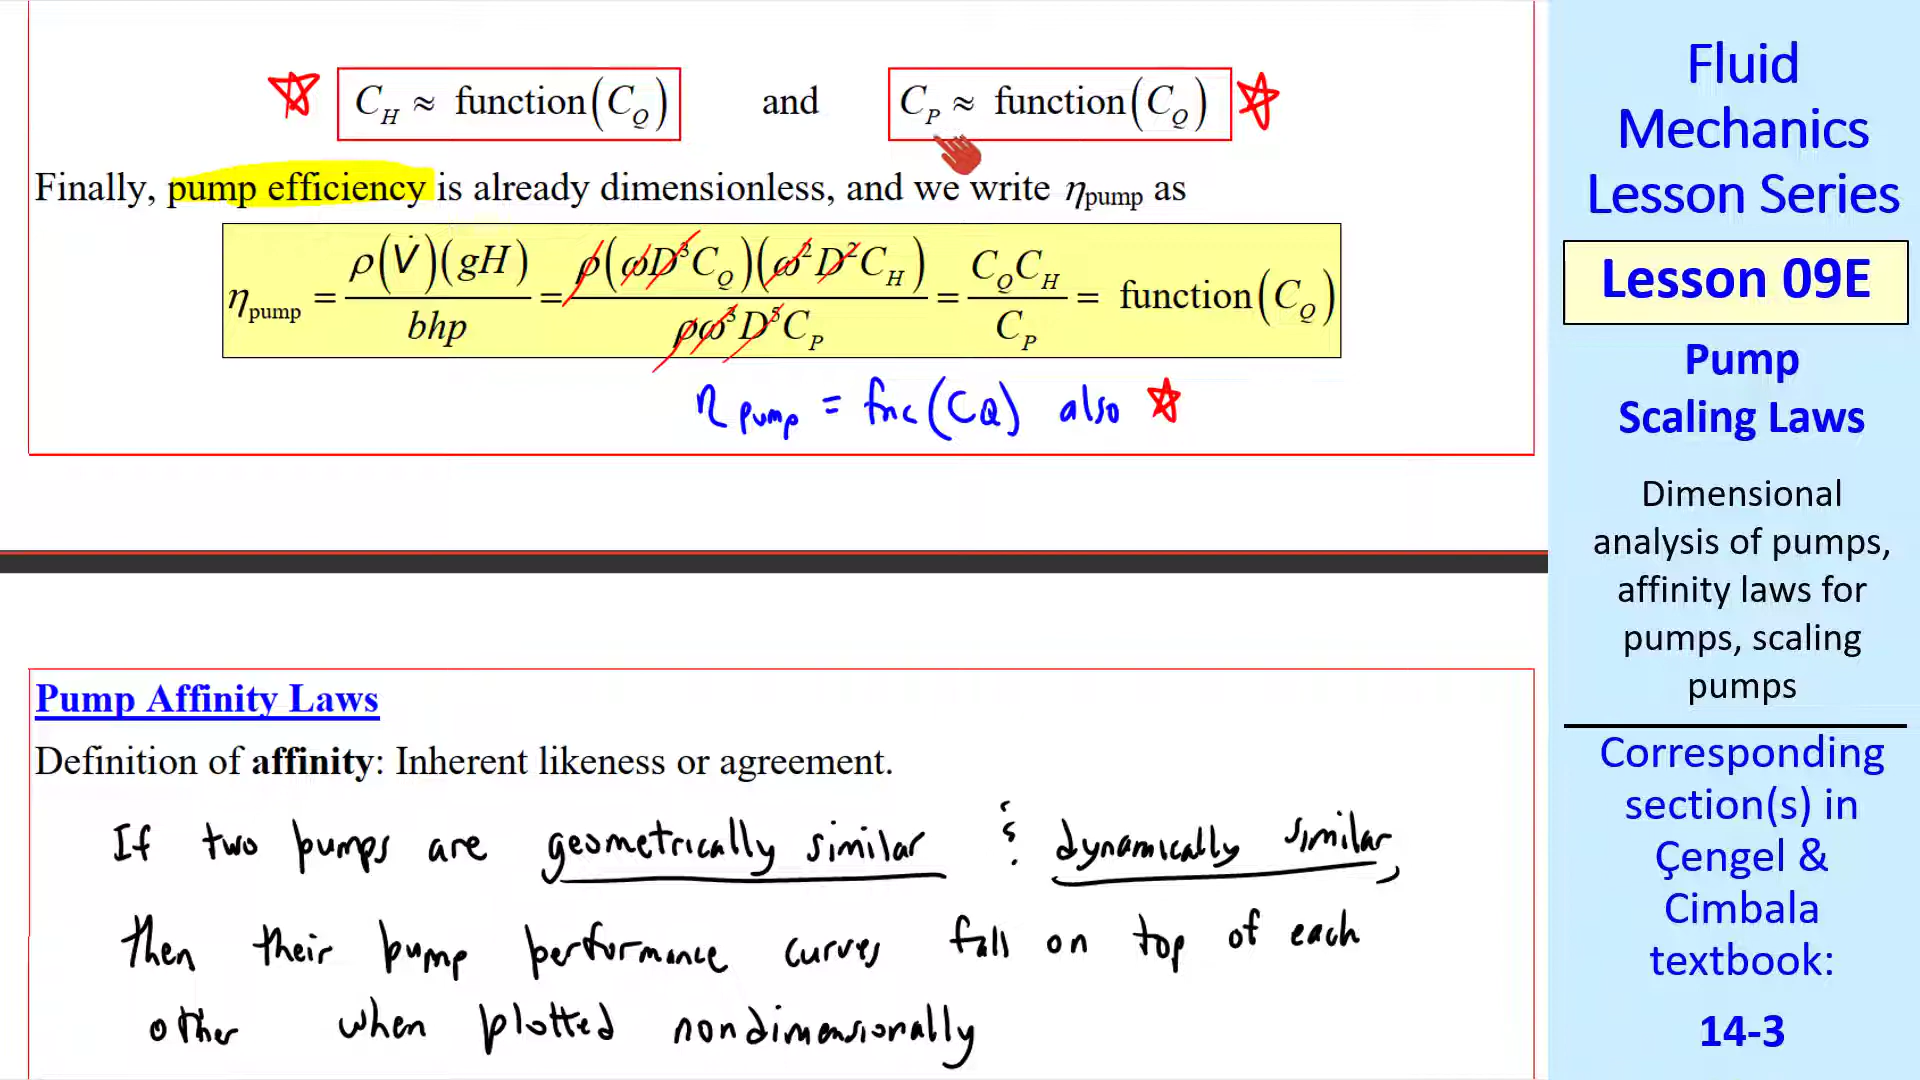 C_H ≈ function(C_Q) and C_P ≈ function(C_Q)
Finally, pump efficiency is already dimensionless, and we write η_pump as
η_pump = ρ(V̇)(gH) / bhp = ρ(ωD³C_Q)(ω²D²C_H) / ρω³D⁵C_P = C_Q C_H / C_P = function(C_Q)
η pump = fnc(CQ) also
Pump Affinity Laws
Definition of affinity: Inherent likeness or agreement.
If two pumps are geometrically similar & dynamically similar,
then their pump performance curves fall on top of each
other when plotted nondimensionally
Fluid
Mechanics
Lesson Series
Lesson 09E
Pump
Scaling Laws
Dimensional
analysis of pumps,
affinity laws for
pumps, scaling
pumps
Corresponding
section(s) in
Çengel &
Cimbala
textbook:
14-3